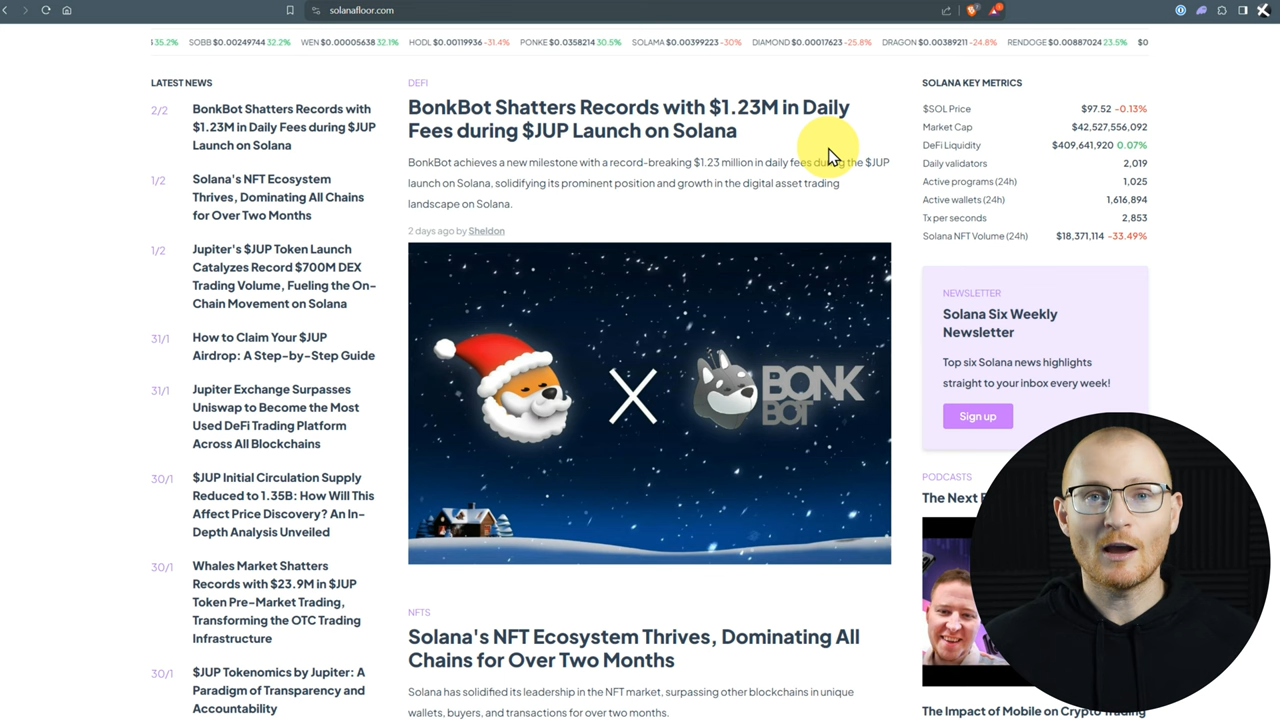 solanafloor.com
35.2% SOBB $0.00249744 32.2% WEN $0.00005638 32.1% HODL $0.00119936 -31.4% PONKE $0.0358214 30.5% SOLAMA $0.00399223 -30% DIAMOND $0.00017623 -25.8% DRAGON $0.00389211 -24.8% RENDOGE $0.00887024 23.5% $0
LATEST NEWS
2/2
BonkBot Shatters Records with
$1.23M in Daily Fees during $JUP
Launch on Solana
1/2
Solana's NFT Ecosystem
Thrives, Dominating All Chains
for Over Two Months
1/2
Jupiter's $JUP Token Launch
Catalyzes Record $700M DEX
Trading Volume, Fueling the On-
Chain Movement on Solana
31/1
How to Claim Your $JUP
Airdrop: A Step-by-Step Guide
31/1
Jupiter Exchange Surpasses
Uniswap to Become the Most
Used DeFi Trading Platform
Across All Blockchains
30/1
$JUP Initial Circulation Supply
Reduced to 1.35B: How Will This
Affect Price Discovery? An In-
Depth Analysis Unveiled
30/1
Whales Market Shatters
Records with $23.9M in $JUP
Token Pre-Market Trading,
Transforming the OTC Trading
Infrastructure
30/1
$JUP Tokenomics by Jupiter: A
Paradigm of Transparency and
Accountability
DEFI
BonkBot Shatters Records with $1.23M in Daily
Fees during $JUP Launch on Solana
BonkBot achieves a new milestone with a record-breaking $1.23 million in daily fees during the $JUP
launch on Solana, solidifying its prominent position and growth in the digital asset trading
landscape on Solana.
2 days ago by Sheldon
BONK
BOT
NFTS
Solana's NFT Ecosystem Thrives, Dominating All
Chains for Over Two Months
Solana has solidified its leadership in the NFT market, surpassing other blockchains in unique
wallets, buyers, and transactions for over two months.
SOLANA KEY METRICS
$SOL Price $97.52 -0.13%
Market Cap $42,527,556,092
DeFi Liquidity $409,641,920 0.07%
Daily validators 2,019
Active programs (24h) 1,025
Active wallets (24h) 1,616,894
Tx per seconds 2,853
Solana NFT Volume (24h) $18,371,114 -33.49%
NEWSLETTER
Solana Six Weekly
Newsletter
Top six Solana news highlights
straight to your inbox every week!
Sign up
PODCASTS
The Next
The Impact of Mobile on Crypto Trading